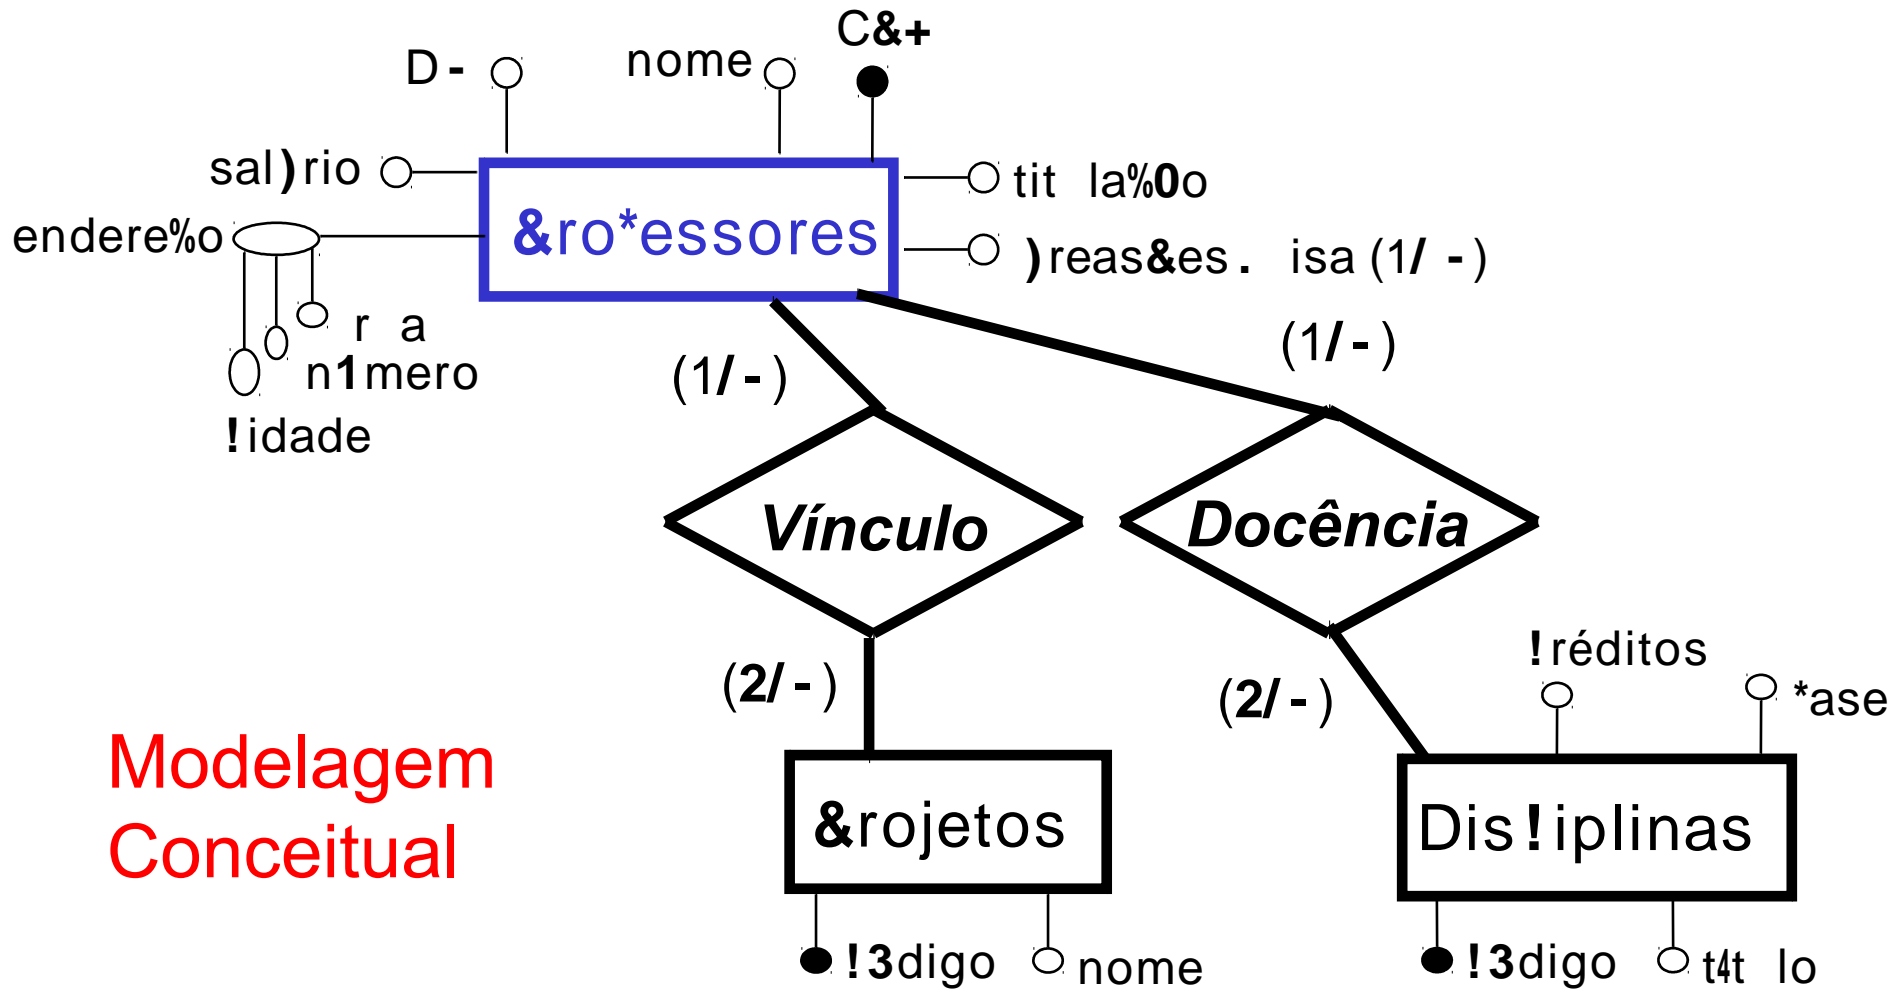 C&+
D- nome
sal)rio
tit la%0o
&ro*essores
endere%o
)reas&es. isa (1/-)
r a
n1mero
!idade
(1/-)
(1/-)
Vínculo
Docência
(2/-)
(2/-)
!réditos
*ase
Modelagem
Conceitual
&rojetos
Dis!iplinas
!3digo
nome
!3digo
t4t lo